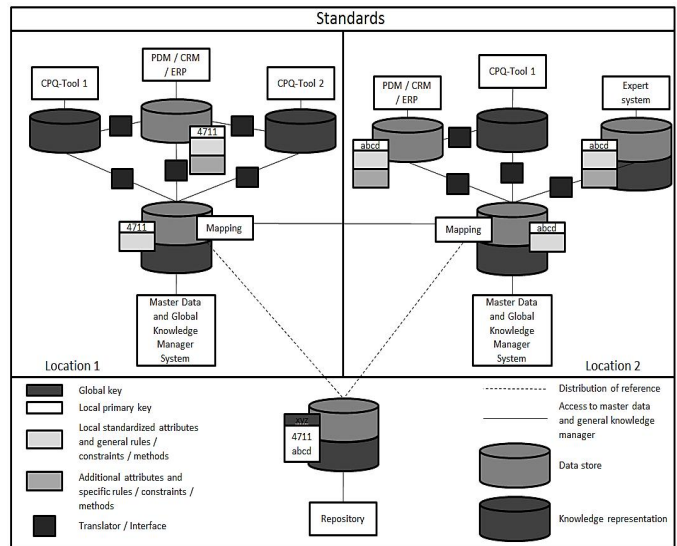 Standards
PDM / CRM
/ ERP
CPQ-Tool 1
CPQ-Tool 2
4711
4711
Mapping
Master Data
and Global
Knowledge
Manager
System
Location 1
CPQ-Tool 1
PDM / CRM
/ ERP
Expert
system
abcd
abcd
Mapping
abcd
Master Data
and Global
Knowledge
Manager
System
Location 2
Global key
Local primary key
Local standardized attributes
and general rules /
constraints / methods
Additional attributes and
specific rules / constraints /
methods
Translator / Interface
xyz
4711
abcd
Repository
Distribution of reference
Access to master data
and general knowledge
manager
Data store
Knowledge representation